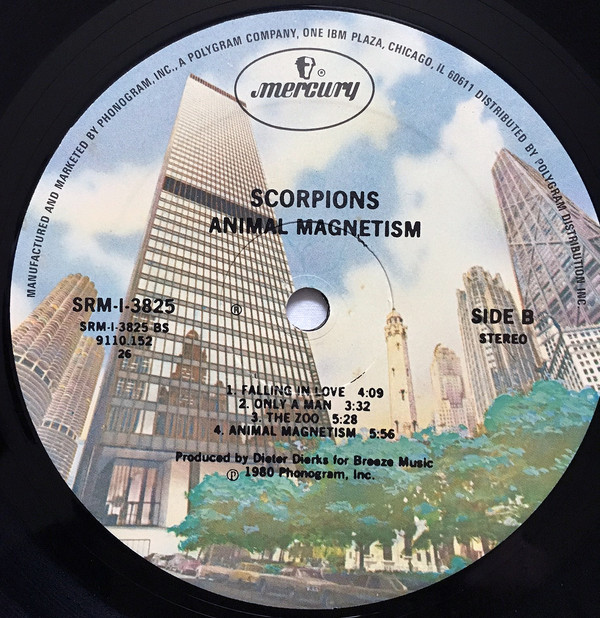 MANUFACTURED AND MARKETED BY PHONOGRAM, INC., A POLYGRAM COMPANY, ONE IBM PLAZA, CHICAGO, IL 60611 DISTRIBUTED BY POLYGRAM DISTRIBUTION, INC.
mercury ®
SCORPIONS
ANIMAL MAGNETISM
SRM-I-3825
SRM-I-3825 BS
9110.152
26
®
SIDE B
STEREO
1. FALLING IN LOVE 4:09
2. ONLY A MAN 3:32
3. THE ZOO 5:28
4. ANIMAL MAGNETISM 5:56
Produced by Dieter Dierks for Breeze Music
Ⓟ 1980 Phonogram, Inc.